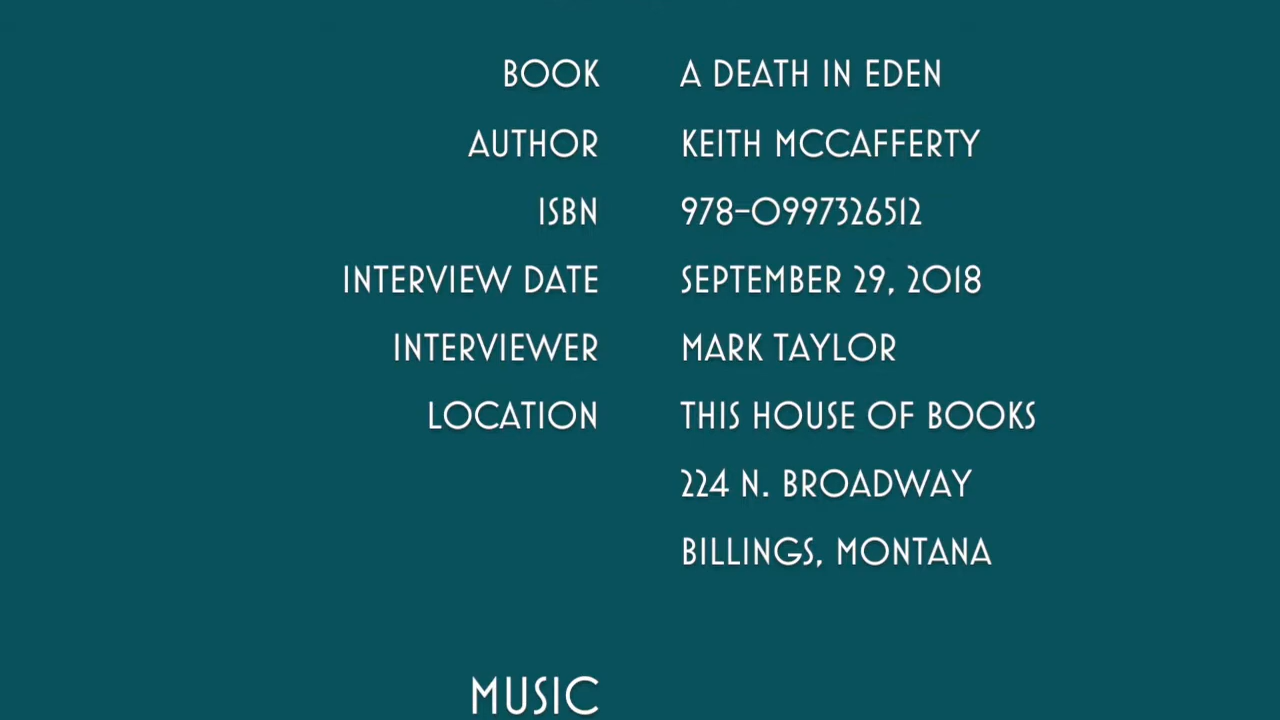 BOOK A DEATH IN EDEN
AUTHOR KEITH MCCAFFERTY
ISBN 978-0997326512
INTERVIEW DATE SEPTEMBER 29, 2018
INTERVIEWER MARK TAYLOR
LOCATION THIS HOUSE OF BOOKS
224 N. BROADWAY
BILLINGS, MONTANA
MUSIC